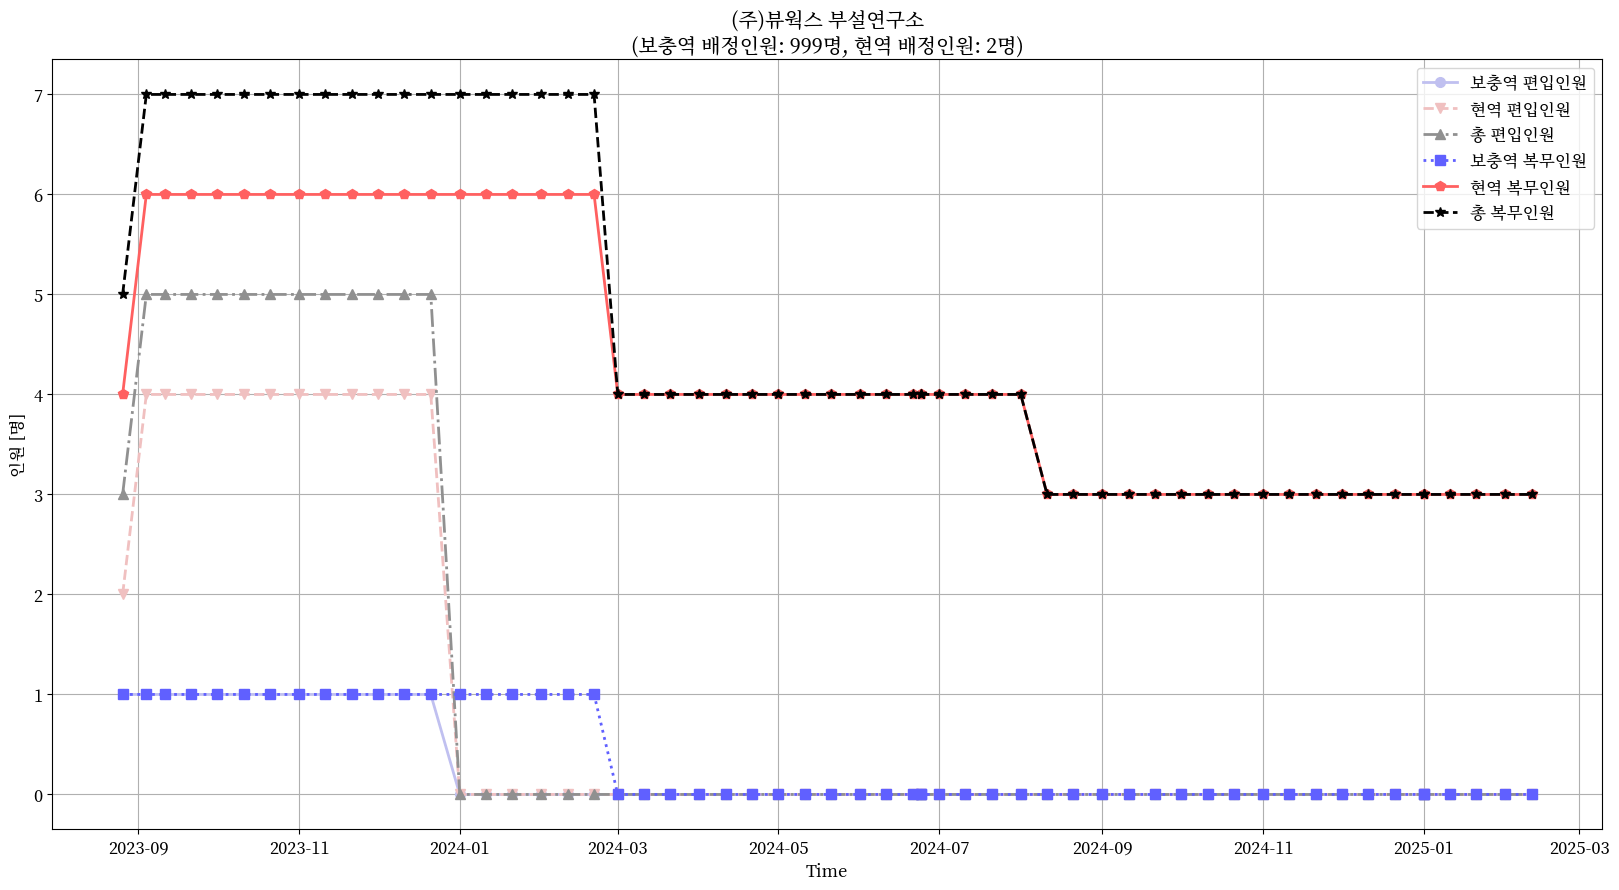 (주)뷰웍스 부설연구소
(보충역 배정인원: 999명, 현역 배정인원: 2명)
보충역 편입인원
현역 편입인원
총 편입인원
보충역 복무인원
현역 복무인원
총 복무인원
인원 [명]
7
6
5
4
3
2
1
0
2023-09
2023-11
2024-01
2024-03
2024-05
2024-07
2024-09
2024-11
2025-01
2025-03
Time